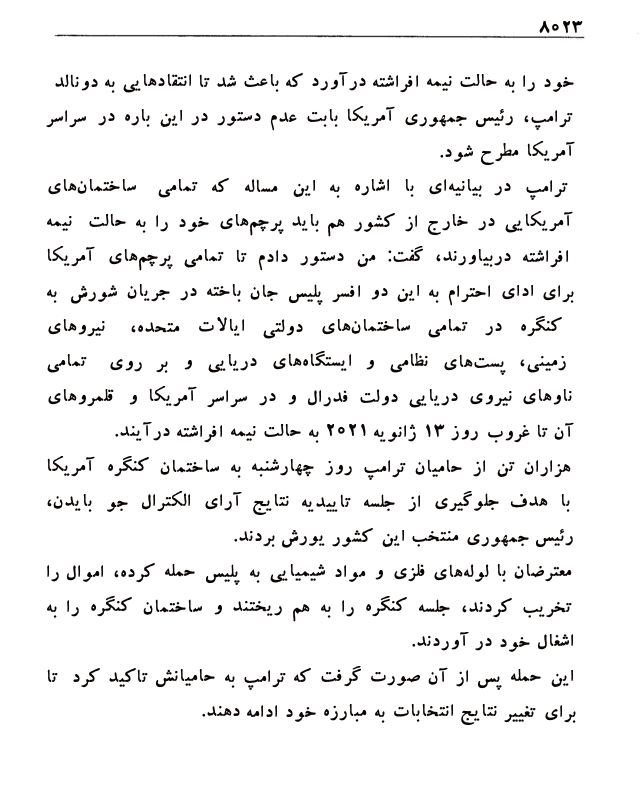 ۸۰۲۳
خود را به حالت نیمه افراشته درآورد که باعث شد تا انتقادهایی به دونالد
ترامپ، رئیس جمهوری آمریکا بابت عدم دستور در این باره در سراسر
آمریکا مطرح شود.
ترامپ در بیانیه‌ای با اشاره به این مساله که تمامی ساختمان‌های
آمریکایی در خارج از کشور هم باید پرچم‌های خود را به حالت نیمه
افراشته دربیاورند، گفت: من دستور دادم تا تمامی پرچم‌های آمریکا
برای ادای احترام به این دو افسر پلیس جان باخته در جریان شورش به
کنگره در تمامی ساختمان‌های دولتی ایالات متحده، نیروهای
زمینی، پست‌های نظامی و ایستگاه‌های دریایی و بر روی تمامی
ناوهای نیروی دریایی دولت فدرال و در سراسر آمریکا و قلمروهای
آن تا غروب روز ۱۳ ژانویه ۲۰۲۱ به حالت نیمه افراشته درآیند.
هزاران تن از حامیان ترامپ روز چهارشنبه به ساختمان کنگره آمریکا
با هدف جلوگیری از جلسه تاییدیه نتایج آرای الکترال جو بایدن،
رئیس جمهوری منتخب این کشور یورش بردند.
معترضان با لوله‌های فلزی و مواد شیمیایی به پلیس حمله کرده، اموال را
تخریب کردند، جلسه کنگره را به هم ریختند و ساختمان کنگره را به
اشغال خود در آوردند.
این حمله پس از آن صورت گرفت که ترامپ به حامیانش تاکید کرد تا
برای تغییر نتایج انتخابات به مبارزه خود ادامه دهند.